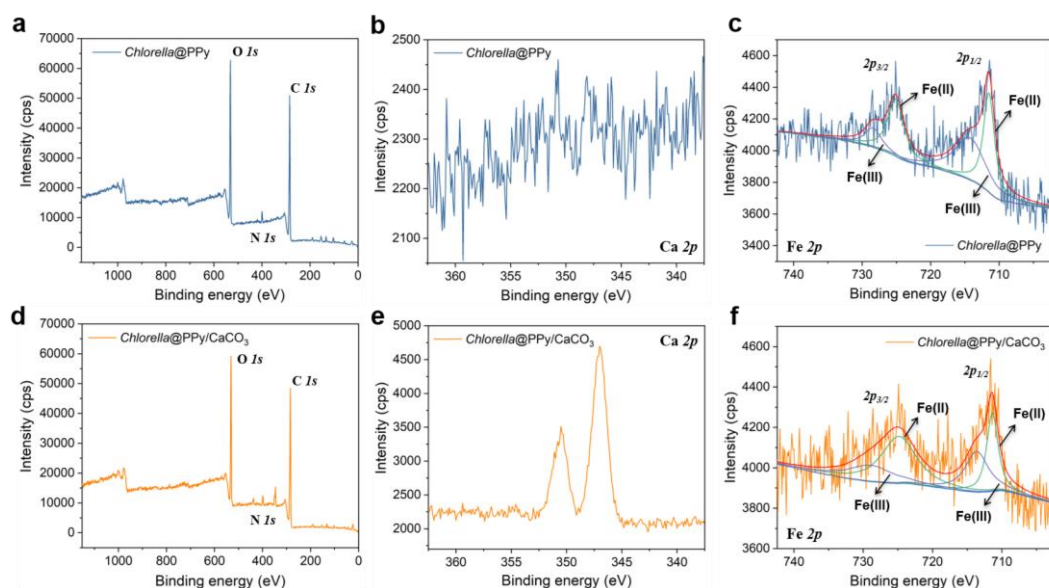 a
Chlorella@PPy
O 1s
C 1s
N 1s
70000
60000
50000
40000
30000
20000
10000
0
Intensity (cps)
1000 800 600 400 200 0
Binding energy (eV)
b
Chlorella@PPy
Ca 2p
2500
2400
2300
2200
2100
Intensity (cps)
360 355 350 345 340
Binding energy (eV)
c
2p3/2
2p1/2
Fe(II)
Fe(II)
Fe(III)
Fe(III)
Fe 2p
Chlorella@PPy
4600
4400
4200
4000
3800
3600
3400
Intensity (cps)
740 730 720 710
Binding energy (eV)
d
Chlorella@PPy/CaCO3
O 1s
C 1s
N 1s
70000
60000
50000
40000
30000
20000
10000
0
Intensity (cps)
1000 800 600 400 200 0
Binding energy (eV)
e
Chlorella@PPy/CaCO3
Ca 2p
5000
4500
4000
3500
3000
2500
2000
Intensity (cps)
360 355 350 345 340
Binding energy (eV)
f
Chlorella@PPy/CaCO3
2p3/2
2p1/2
Fe(II)
Fe(II)
Fe(III)
Fe(III)
Fe 2p
4600
4400
4200
4000
3800
3600
Intensity (cps)
740 730 720 710
Binding energy (eV)